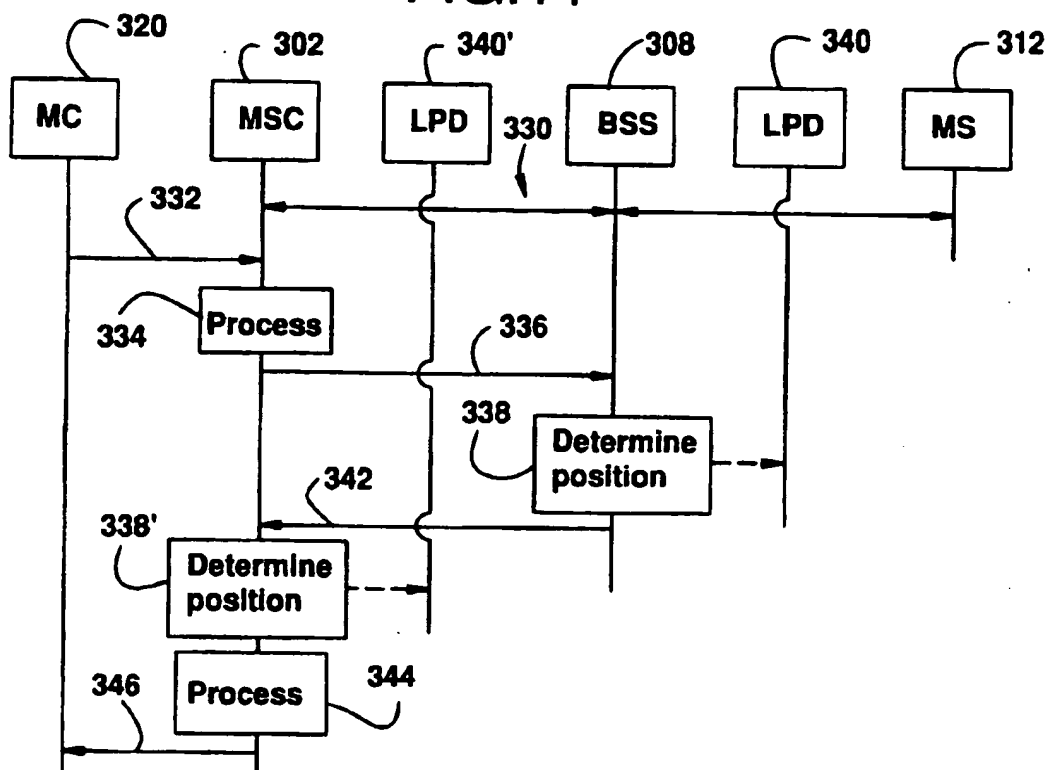 320
302
340'
308
340
312
MC
MSC
LPD
BSS
LPD
MS
330
332
334
Process
336
338
Determine
position
342
338'
Determine
position
Process
344
346